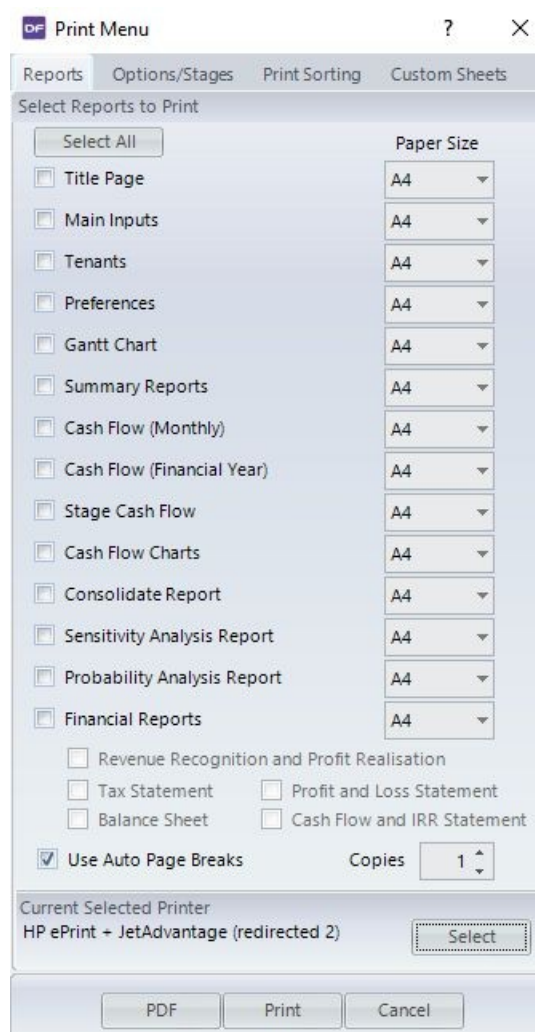 DF Print Menu ? 
Reports Options/Stages Print Sorting Custom Sheets
Select Reports to Print
Select All Paper Size
Title Page A4
Main Inputs A4
Tenants A4
Preferences A4
Gantt Chart A4
Summary Reports A4
Cash Flow (Monthly) A4
Cash Flow (Financial Year) A4
Stage Cash Flow A4
Cash Flow Charts A4
Consolidate Report A4
Sensitivity Analysis Report A4
Probability Analysis Report A4
Financial Reports A4
Revenue Recognition and Profit Realisation
Tax Statement Profit and Loss Statement
Balance Sheet Cash Flow and IRR Statement
Use Auto Page Breaks Copies 1
Current Selected Printer
HP ePrint + JetAdvantage (redirected 2) Select
PDF Print Cancel